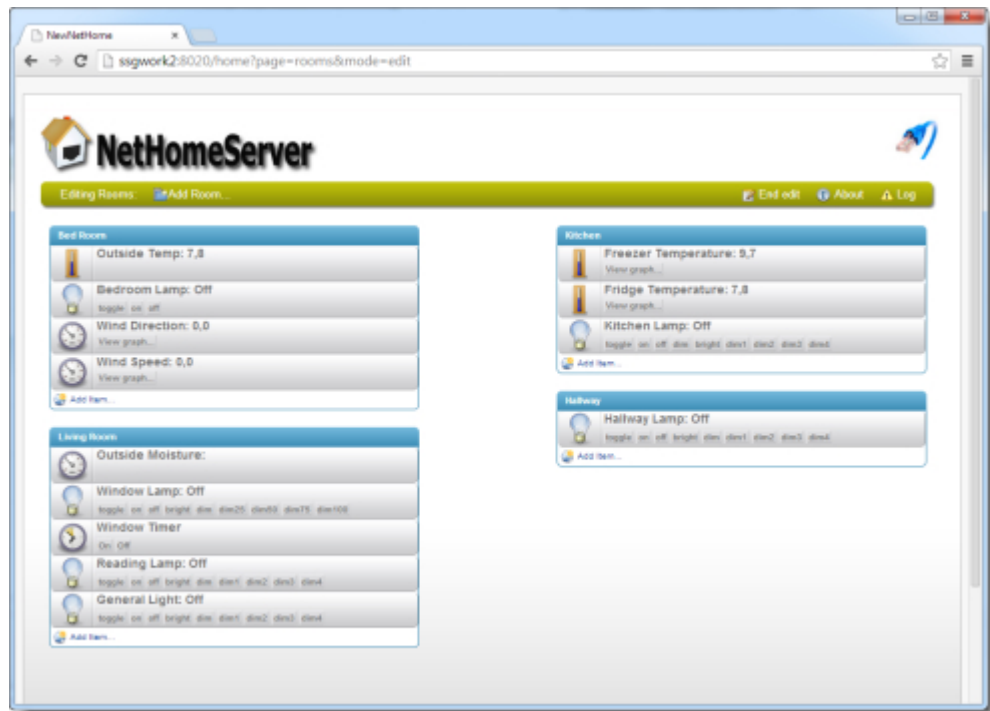 NewNetHome
ssgwork2:8020/home?page=rooms&mode=edit
NetHomeServer
Editing Rooms: Add Room... End edit About Log
Bed Room
Outside Temp: 7,8
Bedroom Lamp: Off
toggle on off
Wind Direction: 0,0
View graph...
Wind Speed: 0,0
View graph...
Add Item...
Living Room
Outside Moisture:
Window Lamp: Off
toggle on off bright dim dim25 dim50 dim75 dim100
Window Timer
On Off
Reading Lamp: Off
toggle on off bright dim dim1 dim2 dim3 dim4
General Light: Off
toggle on off bright dim dim1 dim2 dim3 dim4
Add Item...
Kitchen
Freezer Temperature: 9,7
View graph...
Fridge Temperature: 7,8
View graph...
Kitchen Lamp: Off
toggle on off dim bright dim1 dim2 dim3 dim4
Add Item...
Hallway
Hallway Lamp: Off
toggle on off bright dim dim1 dim2 dim3 dim4
Add Item...